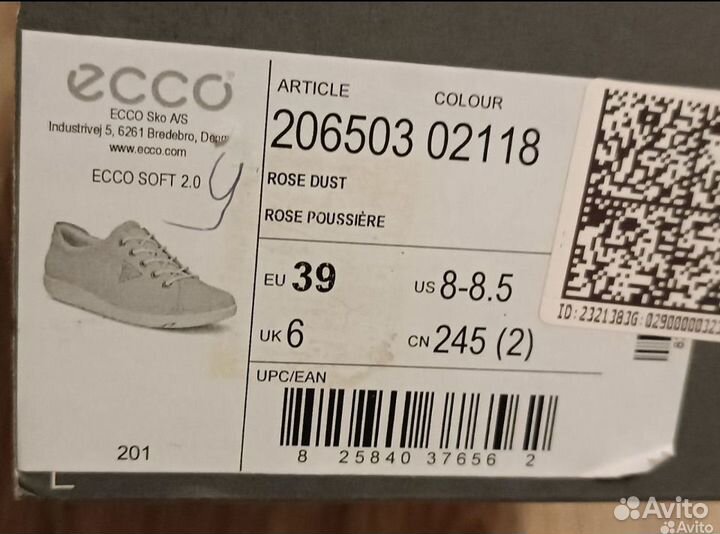 ecco
ECCO Sko A/S
Industrivej 5, 6261 Bredebro,
www.ecco.com
ECCO SOFT 2.0
y
201
ARTICLE COLOUR
206503 02118
ROSE DUST
ROSE POUSSIÈRE
EU 39 US 8-8.5
UK 6 CN 245 (2)
UPC/EAN
8 25840 37656 2
Avito
Avito